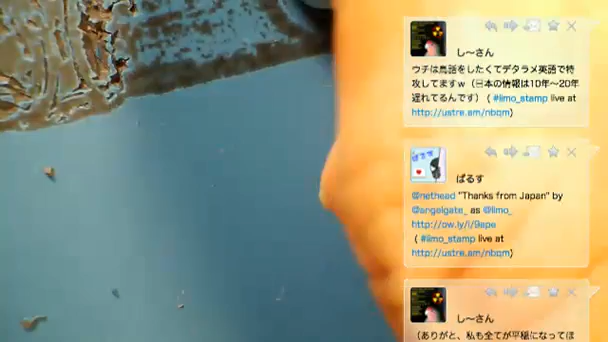 し〜さん
ウチは鳥話をしたくてデタラメ英語で特
攻してますｗ（日本の情報は10年〜20年
遅れてるんです） ( #limo_stamp live at
http://ustre.am/nbqm)
ぱるす
@nethead "Thanks from Japan" by
@angelgate_ as @limo_
http://ow.ly/i/9epe
( #limo_stamp live at
http://ustre.am/nbqm)
し〜さん
（ありがと、私も全てが平穏になってほ